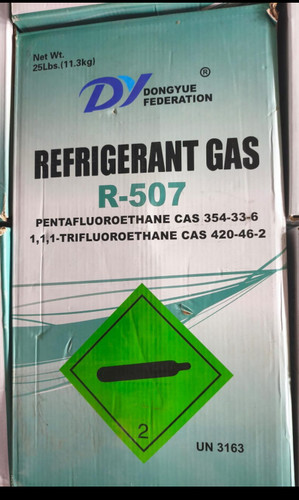 Net Wt.
25Lbs.(11.3kg)
DY DONGYUE ®
FEDERATION
REFRIGERANT GAS
R-507
PENTAFLUOROETHANE CAS 354-33-6
1,1,1-TRIFLUOROETHANE CAS 420-46-2
2
UN 3163